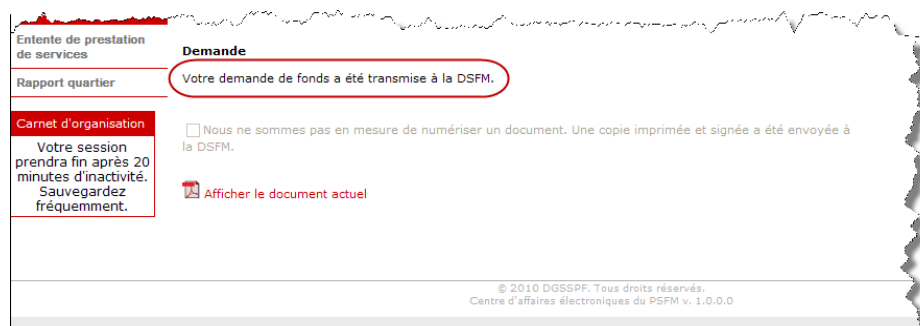 Entente de prestation
de services
Rapport quartier
Carnet d'organisation
Votre session
prendra fin après 20
minutes d'inactivité.
Sauvegardez
fréquemment.
Demande
Votre demande de fonds a été transmise à la DSFM.
Nous ne sommes pas en mesure de numériser un document. Une copie imprimée et signée a été envoyée à
la DSFM.
Afficher le document actuel
© 2010 DGSSPF. Tous droits réservés.
Centre d'affaires électroniques du PSFM v. 1.0.0.0